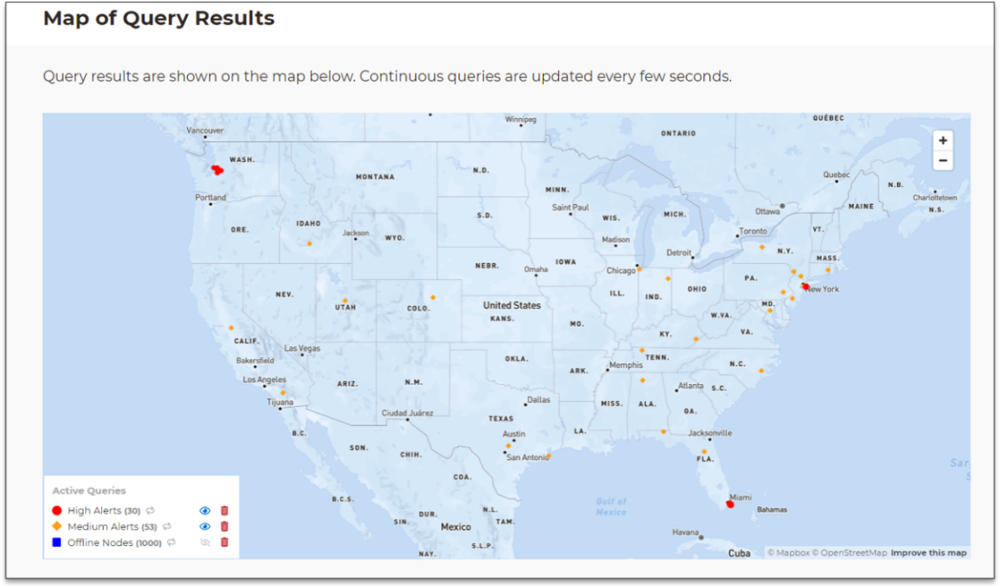 Map of Query Results
Query results are shown on the map below. Continuous queries are updated every few seconds.
Winnipeg
QUÉBEC
Vancouver
ONTARIO
+
−
WASH.
N.D.
MONTANA
Quebec
N.B.
MINN.
Portland
Charlottetown
Saint Paul
MAINE
N.S.
Ottawa
S.D.
MICH.
WIS.
IDAHO
ORE.
Jackson
WYO.
Toronto
VT.
Madison
N.Y.
Detroit
MASS.
IOWA
NEBR.
Omaha
Chicago
PA.
OHIO
New York
NEV.
ILL.
IND.
UTAH
COLO.
United States
MD.
KANS.
W.VA.
MO.
VA.
KY.
CALIF.
Las Vegas
Bakersfield
OKLA.
TENN.
N.C.
Memphis
ARK.
Los Angeles
ARIZ.
N.M.
Atlanta
S.C.
Tijuana
Dallas
MISS.
ALA.
GA.
Ciudad Juárez
TEXAS
B.C.
Austin
LA.
Jacksonville
SON.
CHIH.
San Antonio
FLA.
Sar
S
COA.
Active Queries
High Alerts (30)
Medium Alerts (53)
Offline Nodes (1000)
B.C.S.
Miami
Gulf of
Mexico
Bahamas
DUR.
N.L.
SIN.
Mexico
TAM.
Havana
S.L.P.
NAY.
Cuba
© Mapbox © OpenStreetMap Improve this map